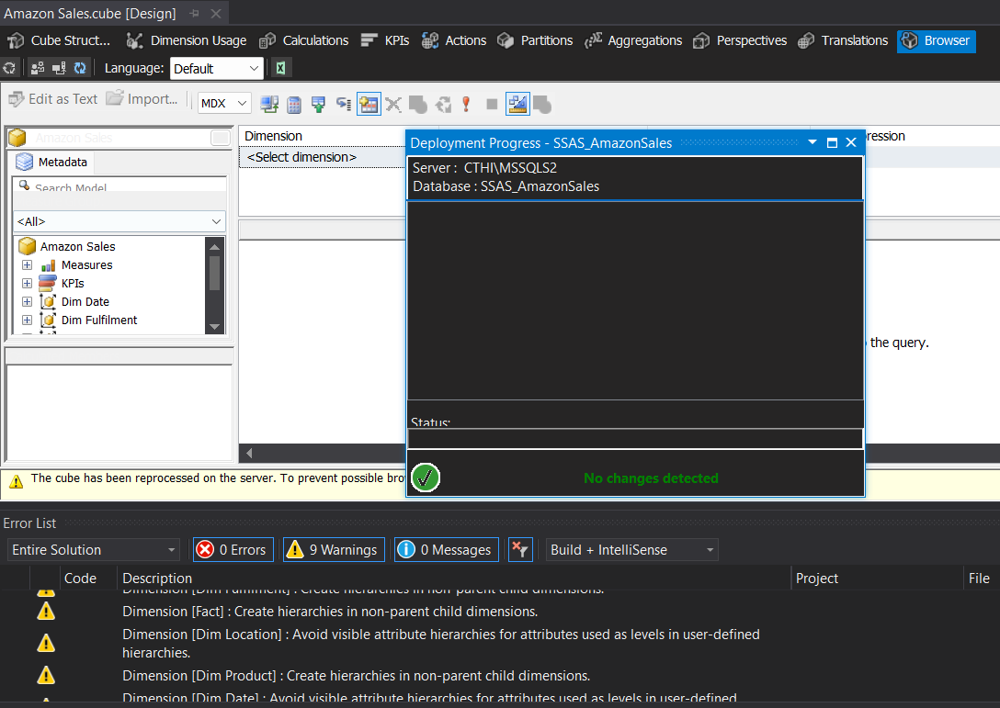 Amazon Sales.cube [Design]
Cube Struct... Dimension Usage Calculations KPIs Actions Partitions Aggregations Perspectives Translations Browser
Language: Default
Edit as Text Import... MDX
Amazon Sales
Metadata
Search Model
<All>
Amazon Sales
Measures
KPIs
Dim Date
Dim Fulfilment
Dimension
<Select dimension>
pression
Deployment Progress - SSAS_AmazonSales
Server : CTHI\MSSQLS2
Database : SSAS_AmazonSales
Status:
No changes detected
the query.
The cube has been reprocessed on the server. To prevent possible bro
Error List
Entire Solution 0 Errors 9 Warnings 0 Messages Build + IntelliSense
Code Description Project File
Dimension [Dim Fulfilment] : Create hierarchies in non-parent child dimensions.
Dimension [Fact] : Create hierarchies in non-parent child dimensions.
Dimension [Dim Location] : Avoid visible attribute hierarchies for attributes used as levels in user-defined
hierarchies.
Dimension [Dim Product] : Create hierarchies in non-parent child dimensions.
Dimension [Dim Date] : Avoid visible attribute hierarchies for attributes used as levels in user-defined